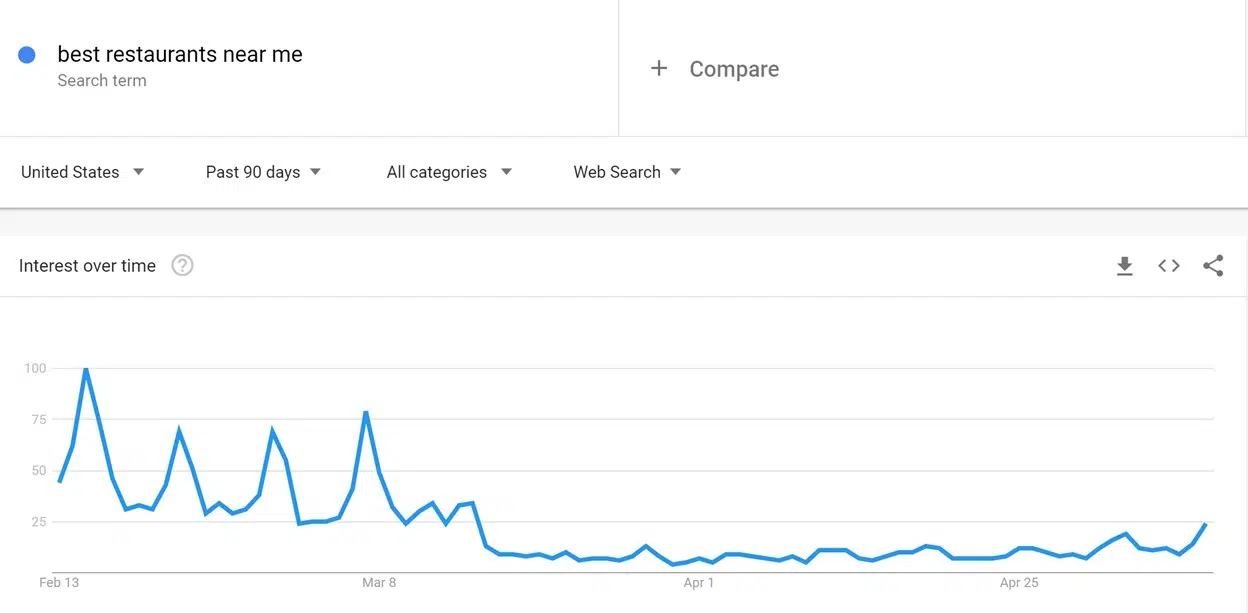 best restaurants near me
Search term
+ Compare
United States
Past 90 days
All categories
Web Search
Interest over time
?
100
75
50
25
Feb 13
Mar 8
Apr 1
Apr 25